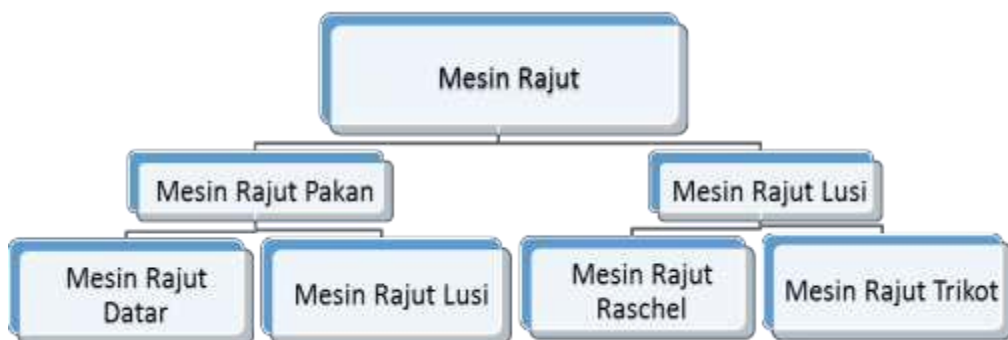 Mesin Rajut
Mesin Rajut Pakan
Mesin Rajut Lusi
Mesin Rajut
Datar
Mesin Rajut Lusi
Mesin Rajut
Raschel
Mesin Rajut Trikot